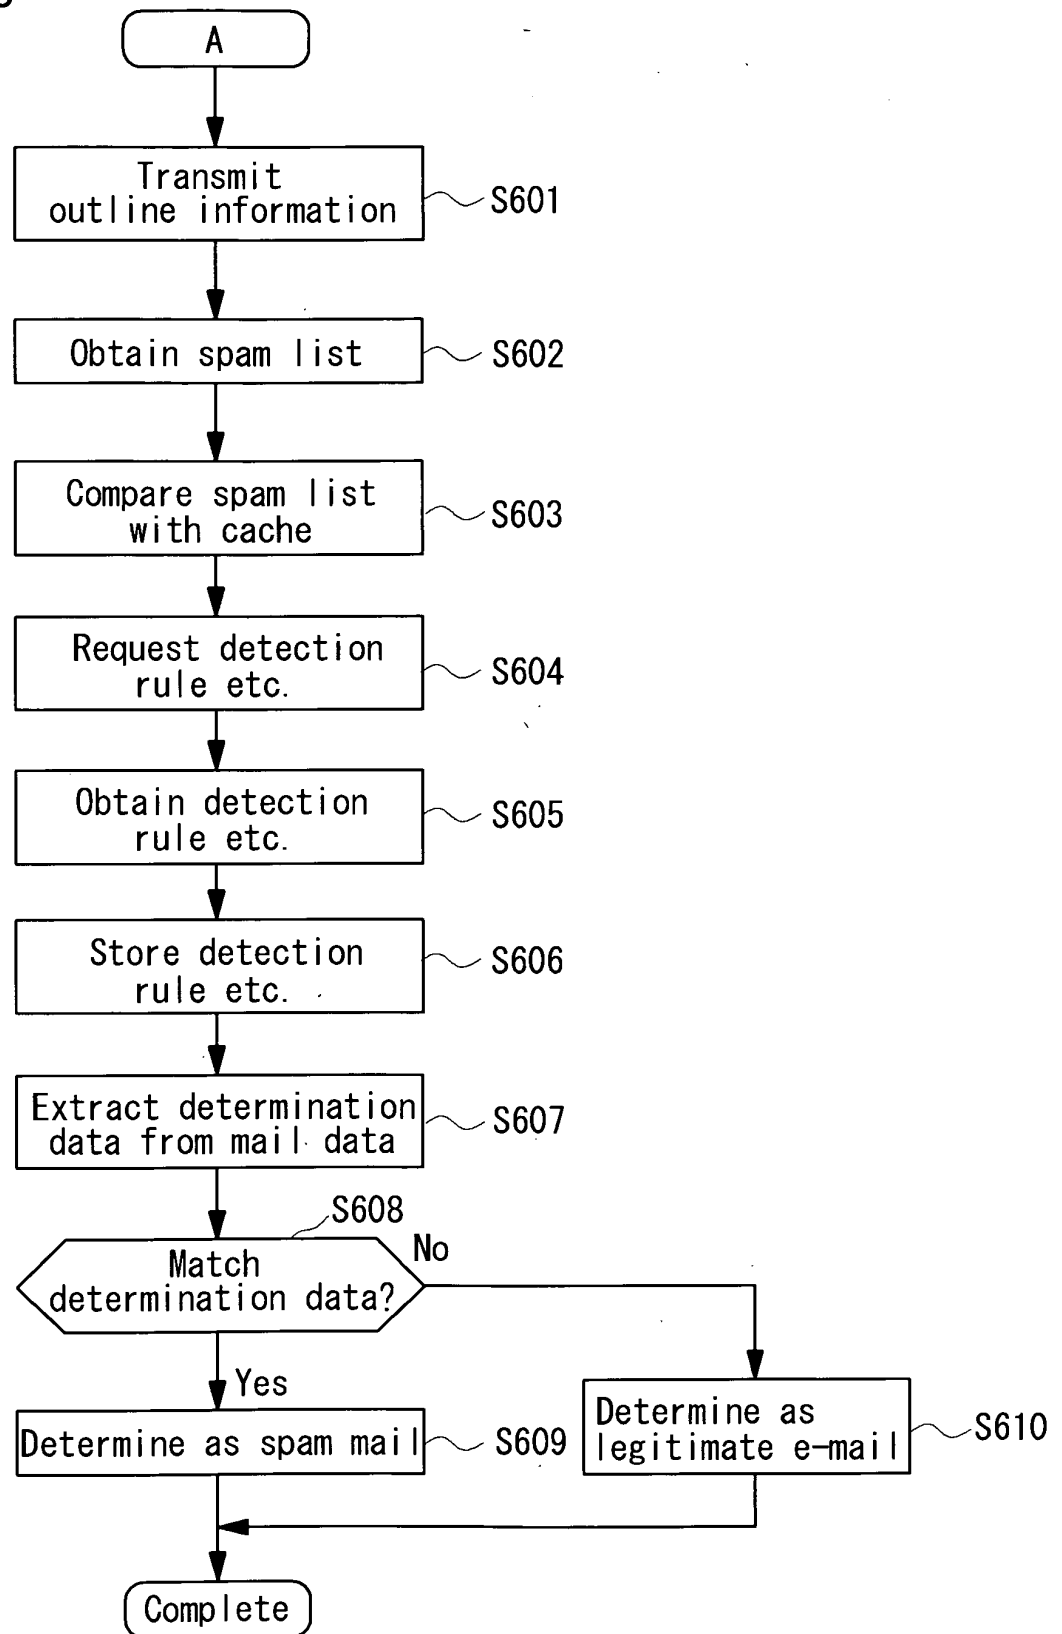 A
Transmit
outline information
S601
Obtain spam list
S602
Compare spam list
with cache
S603
Request detection
rule etc.
S604
Obtain detection
rule etc.
S605
Store detection
rule etc.
S606
Extract determination
data from mail data
S607
S608
Match
determination data?
No
Yes
Determine as spam mail
S609
Determine as
legitimate e-mail
S610
Complete